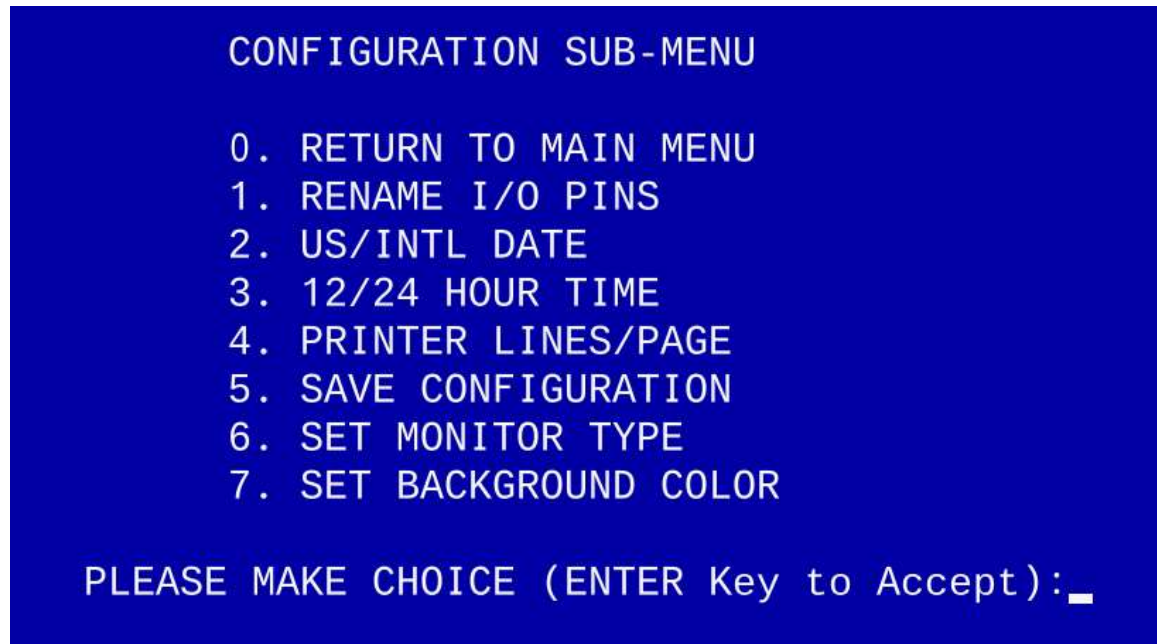 CONFIGURATION SUB-MENU
0. RETURN TO MAIN MENU
1. RENAME I/O PINS
2. US/INTL DATE
3. 12/24 HOUR TIME
4. PRINTER LINES/PAGE
5. SAVE CONFIGURATION
6. SET MONITOR TYPE
7. SET BACKGROUND COLOR
PLEASE MAKE CHOICE (ENTER Key to Accept):